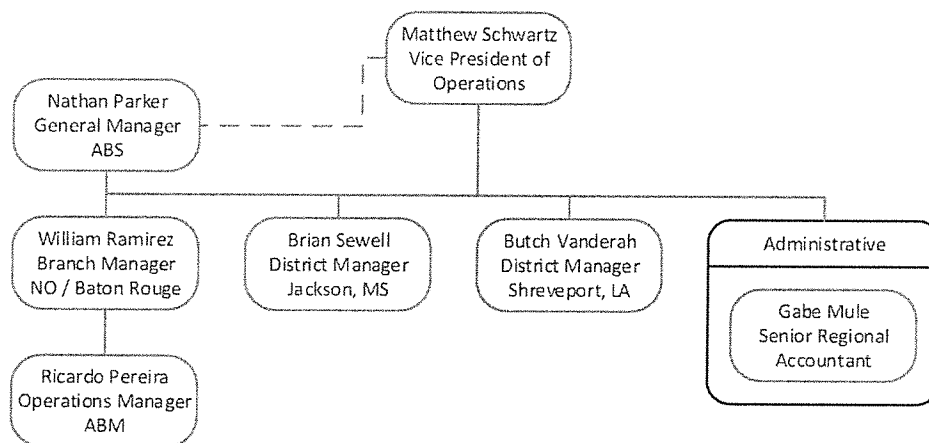 Matthew Schwartz
Vice President of
Operations
Nathan Parker
General Manager
ABS
William Ramirez
Branch Manager
NO / Baton Rouge
Brian Sewell
District Manager
Jackson, MS
Butch Vanderah
District Manager
Shreveport, LA
Administrative
Gabe Mule
Senior Regional
Accountant
Ricardo Pereira
Operations Manager
ABM